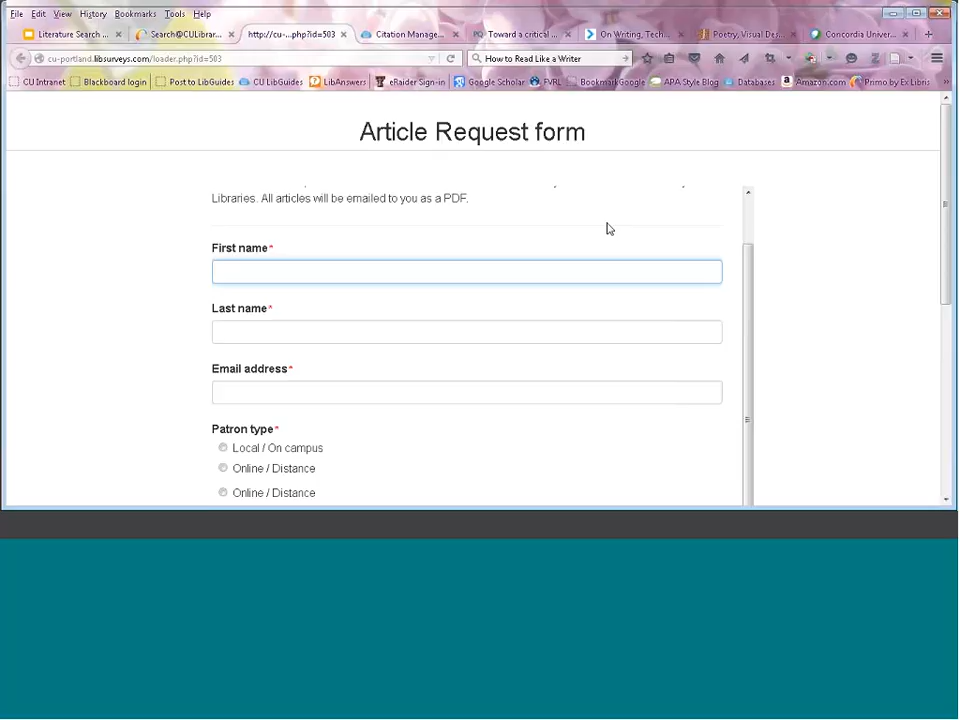 File Edit View History Bookmarks Tools Help
Literature Search ... Search@CULibrar... http://cu-...php?id=503 Citation Manage... Toward a critical ... On Writing, Tech... Poetry, Visual Des... Concordia Univer...
cu-portland.libsurveys.com/loader.php?id=503 How to Read Like a Writer
CU Intranet Blackboard login Post to LibGuides CU LibGuides LibAnswers eRaider Sign-in Google Scholar FVRL BookmarkGoogle APA Style Blog Databases Amazon.com Primo by Ex Libris
Article Request form
Libraries. All articles will be emailed to you as a PDF.
First name*
Last name*
Email address*
Patron type*
Local / On campus
Online / Distance
Online / Distance